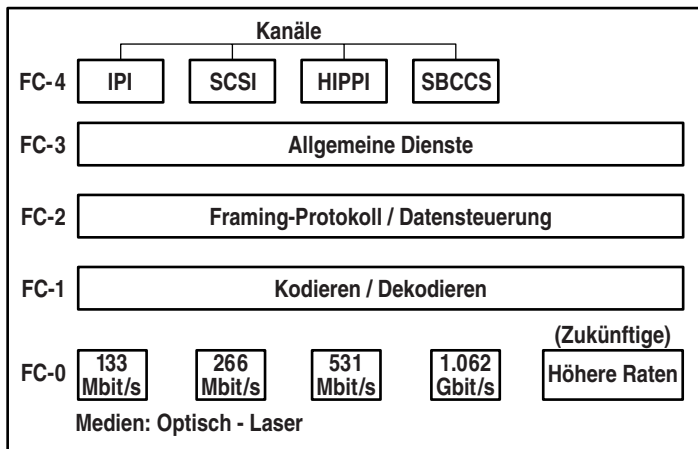 Kanäle
FC-4 IPI SCSI HIPPI SBCCS
FC-3 Allgemeine Dienste
FC-2 Framing-Protokoll / Datensteuerung
FC-1 Kodieren / Dekodieren
(Zukünftige)
FC-0 133 Mbit/s 266 Mbit/s 531 Mbit/s 1.062 Gbit/s Höhere Raten
Medien: Optisch - Laser